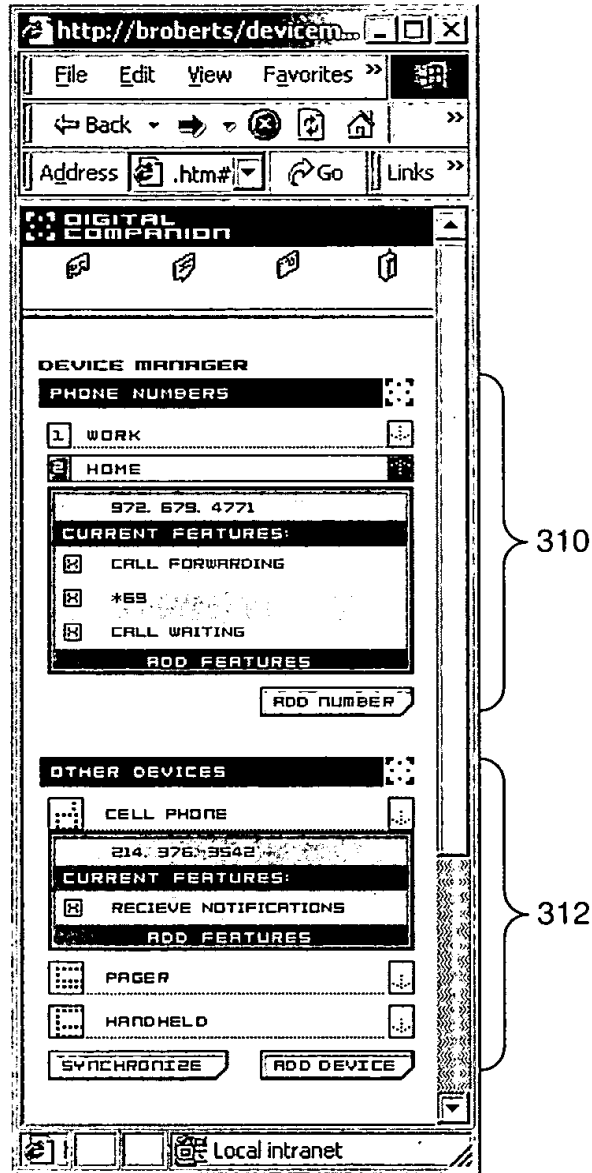 http://broberts/devicem...
File Edit View Favorites »
Back »
Address .htm# Go Links »
DIGITAL
COMPANION
DEVICE MANAGER
PHONE NUMBERS
1 WORK
2 HOME
972. 679. 4771
CURRENT FEATURES:
CALL FORWARDING
*69
CALL WAITING
ADD FEATURES
ADD NUMBER
310
OTHER DEVICES
CELL PHONE
214. 976. 3542
CURRENT FEATURES:
RECIEVE NOTIFICATIONS
ADD FEATURES
312
PAGER
HANDHELD
SYNCHRONIZE ADD DEVICE
Local intranet